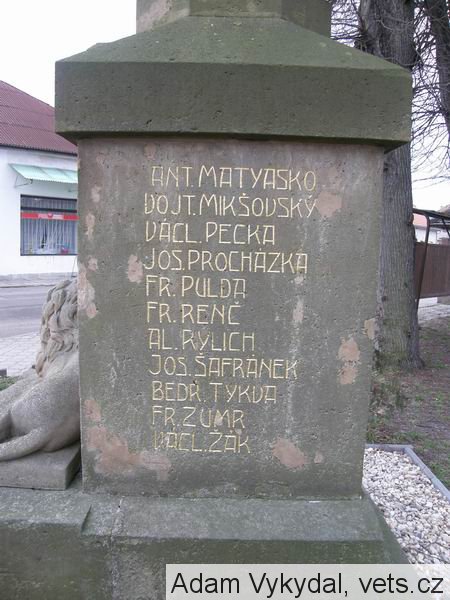 ANT. MATYASKO
VOJT. MIKŠOVSKÝ
VÁCL. PECKA
JOS. PROCHÁZKA
FR. PULDA
FR. RENČ
AL. RYLICH
JOS. ŠAFRÁNEK
BEDŘ. TYKVA
FR. ZUMR
VÁCL. ŽÁK
Adam Vykydal, vets.cz